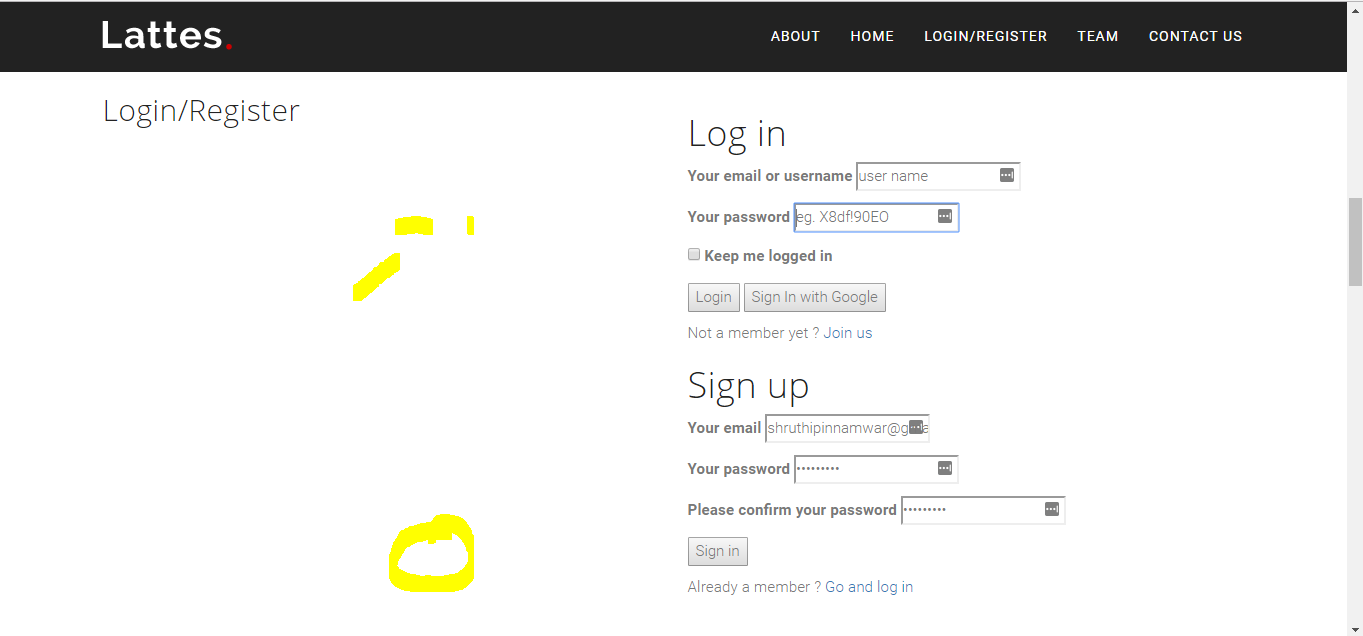 Lattes.
ABOUT HOME LOGIN/REGISTER TEAM CONTACT US
Login/Register
Log in
Your email or username user name
Your password eg. X8df!90EO
Keep me logged in
Login Sign In with Google
Not a member yet ? Join us
Sign up
Your email shruthipinnamwar@g
Your password •••••••••
Please confirm your password •••••••••
Sign in
Already a member ? Go and log in